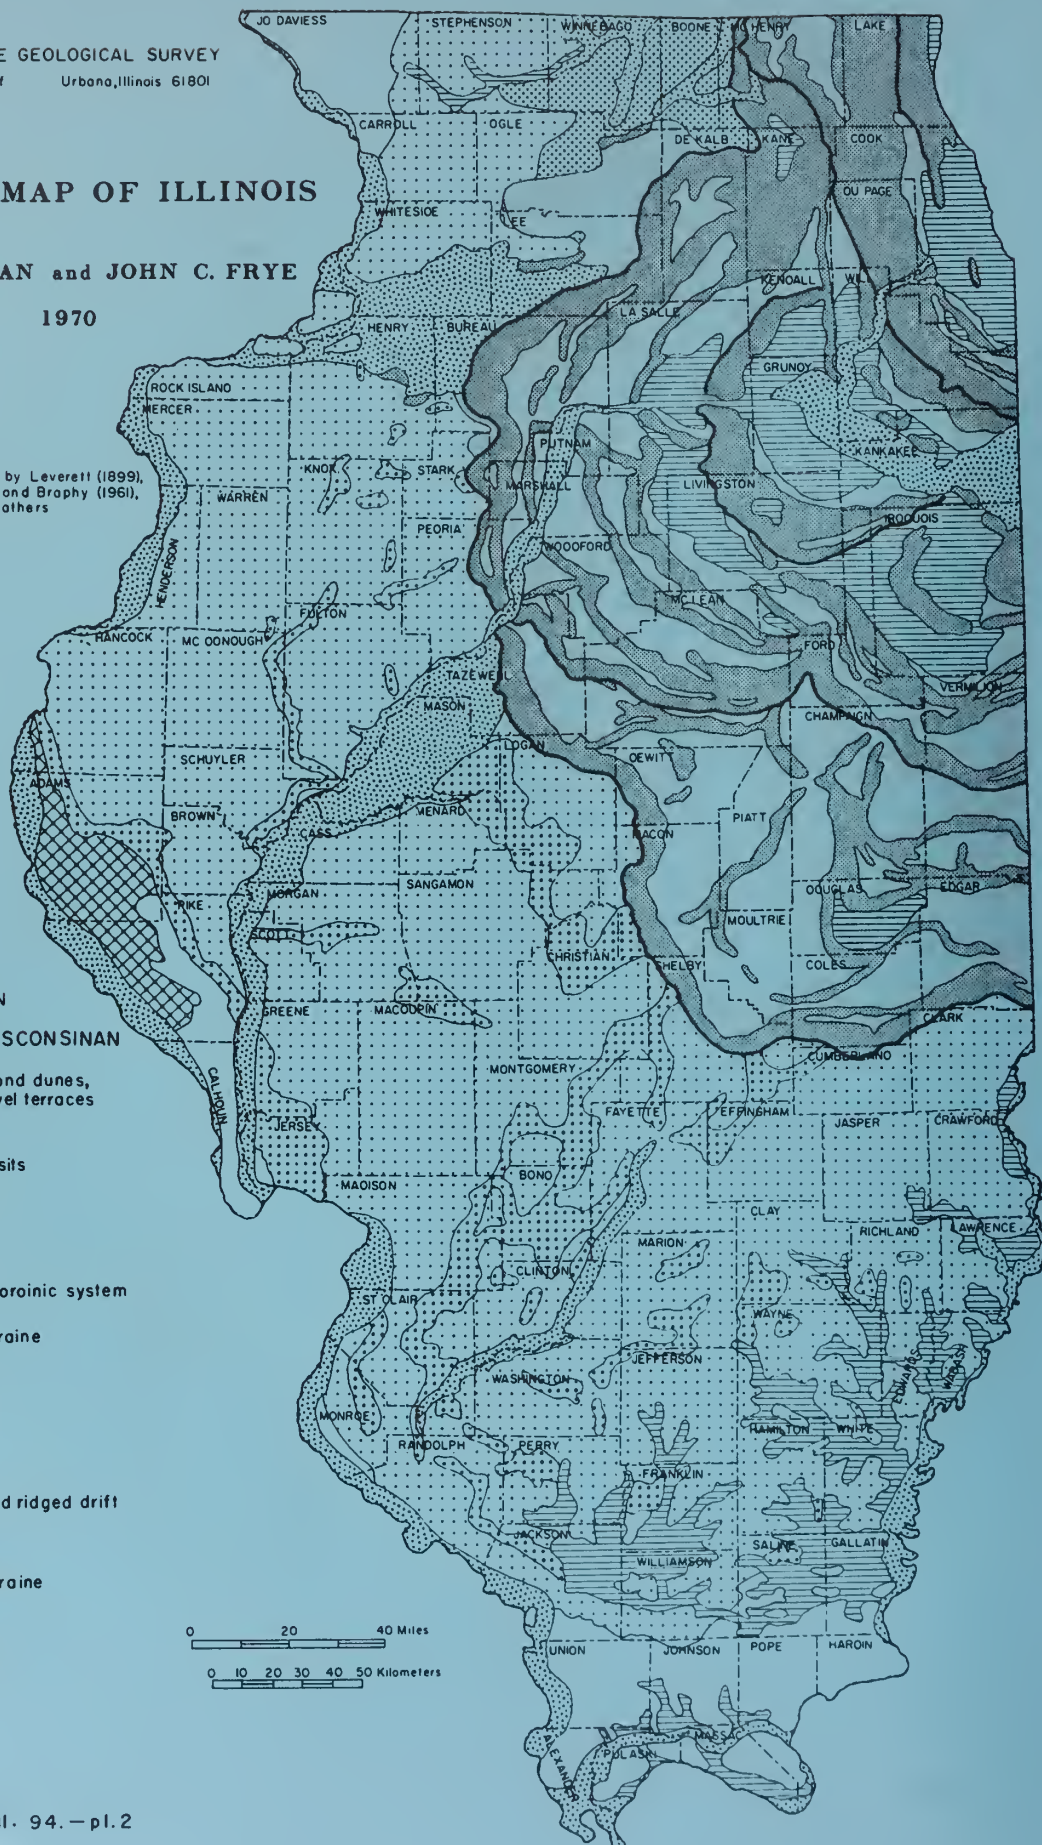 E GEOLOGICAL SURVEY
f Urbana, Illinois 61801
MAP OF ILLINOIS
AN and JOHN C. FRYE
1970
by Leverett (1899),
and Brophy (1961),
others
N
SCONSINAN
ond dunes,
vel terraces
sits
oroinic system
raine
d ridged drift
raine
0 20 40 Miles
0 10 20 30 40 50 Kilometers
l. 94.—pl.2
JO DAVIESS
STEPHENSON
WINNEBAGO
BOONE
MC HENRY
LAKE
CARROLL
OGLE
DE KALB
KANE
COOK
DU PAGE
WHITESIDE
LEE
KENDALL
WILL
HENRY
BUREAU
LA SALLE
GRUNDY
ROCK ISLAND
MERCER
PUTNAM
KANKAKEE
KNOX
STARK
MARSHALL
LIVINGSTON
WARREN
HENDERSON
PEORIA
IROQUOIS
WOODFORD
MC LEAN
FULTON
HANCOCK
MC DONOUGH
FORD
TAZEWELL
VERMILION
MASON
CHAMPAIGN
LOGAN
DEWITT
SCHUYLER
ADAMS
BROWN
CASS
MENARD
MACON
PIATT
SANGAMON
MORGAN
DOUGLAS
EDGAR
PIKE
SCOTT
MOULTRIE
CHRISTIAN
SHELBY
COLES
GREENE
MACOUPIN
CLARK
CUMBERLAND
MONTGOMERY
CALHOUN
FAYETTE
EFFINGHAM
JASPER
CRAWFORD
JERSEY
BOND
MADISON
CLAY
RICHLAND
LAWRENCE
MARION
CLINTON
ST CLAIR
WAYNE
EDWARDS
WABASH
JEFFERSON
WASHINGTON
MONROE
RANDOLPH
PERRY
HAMILTON
WHITE
FRANKLIN
JACKSON
WILLIAMSON
SALINE
GALLATIN
UNION
JOHNSON
POPE
HARDIN
ALEXANDER
PULASKI
MASSAC